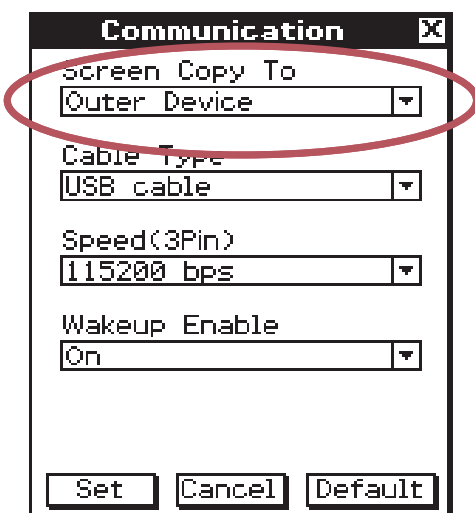 Communication X
Screen Copy To
Outer Device
Cable Type
USB cable
Speed(3Pin)
115200 bps
Wakeup Enable
On
Set Cancel Default